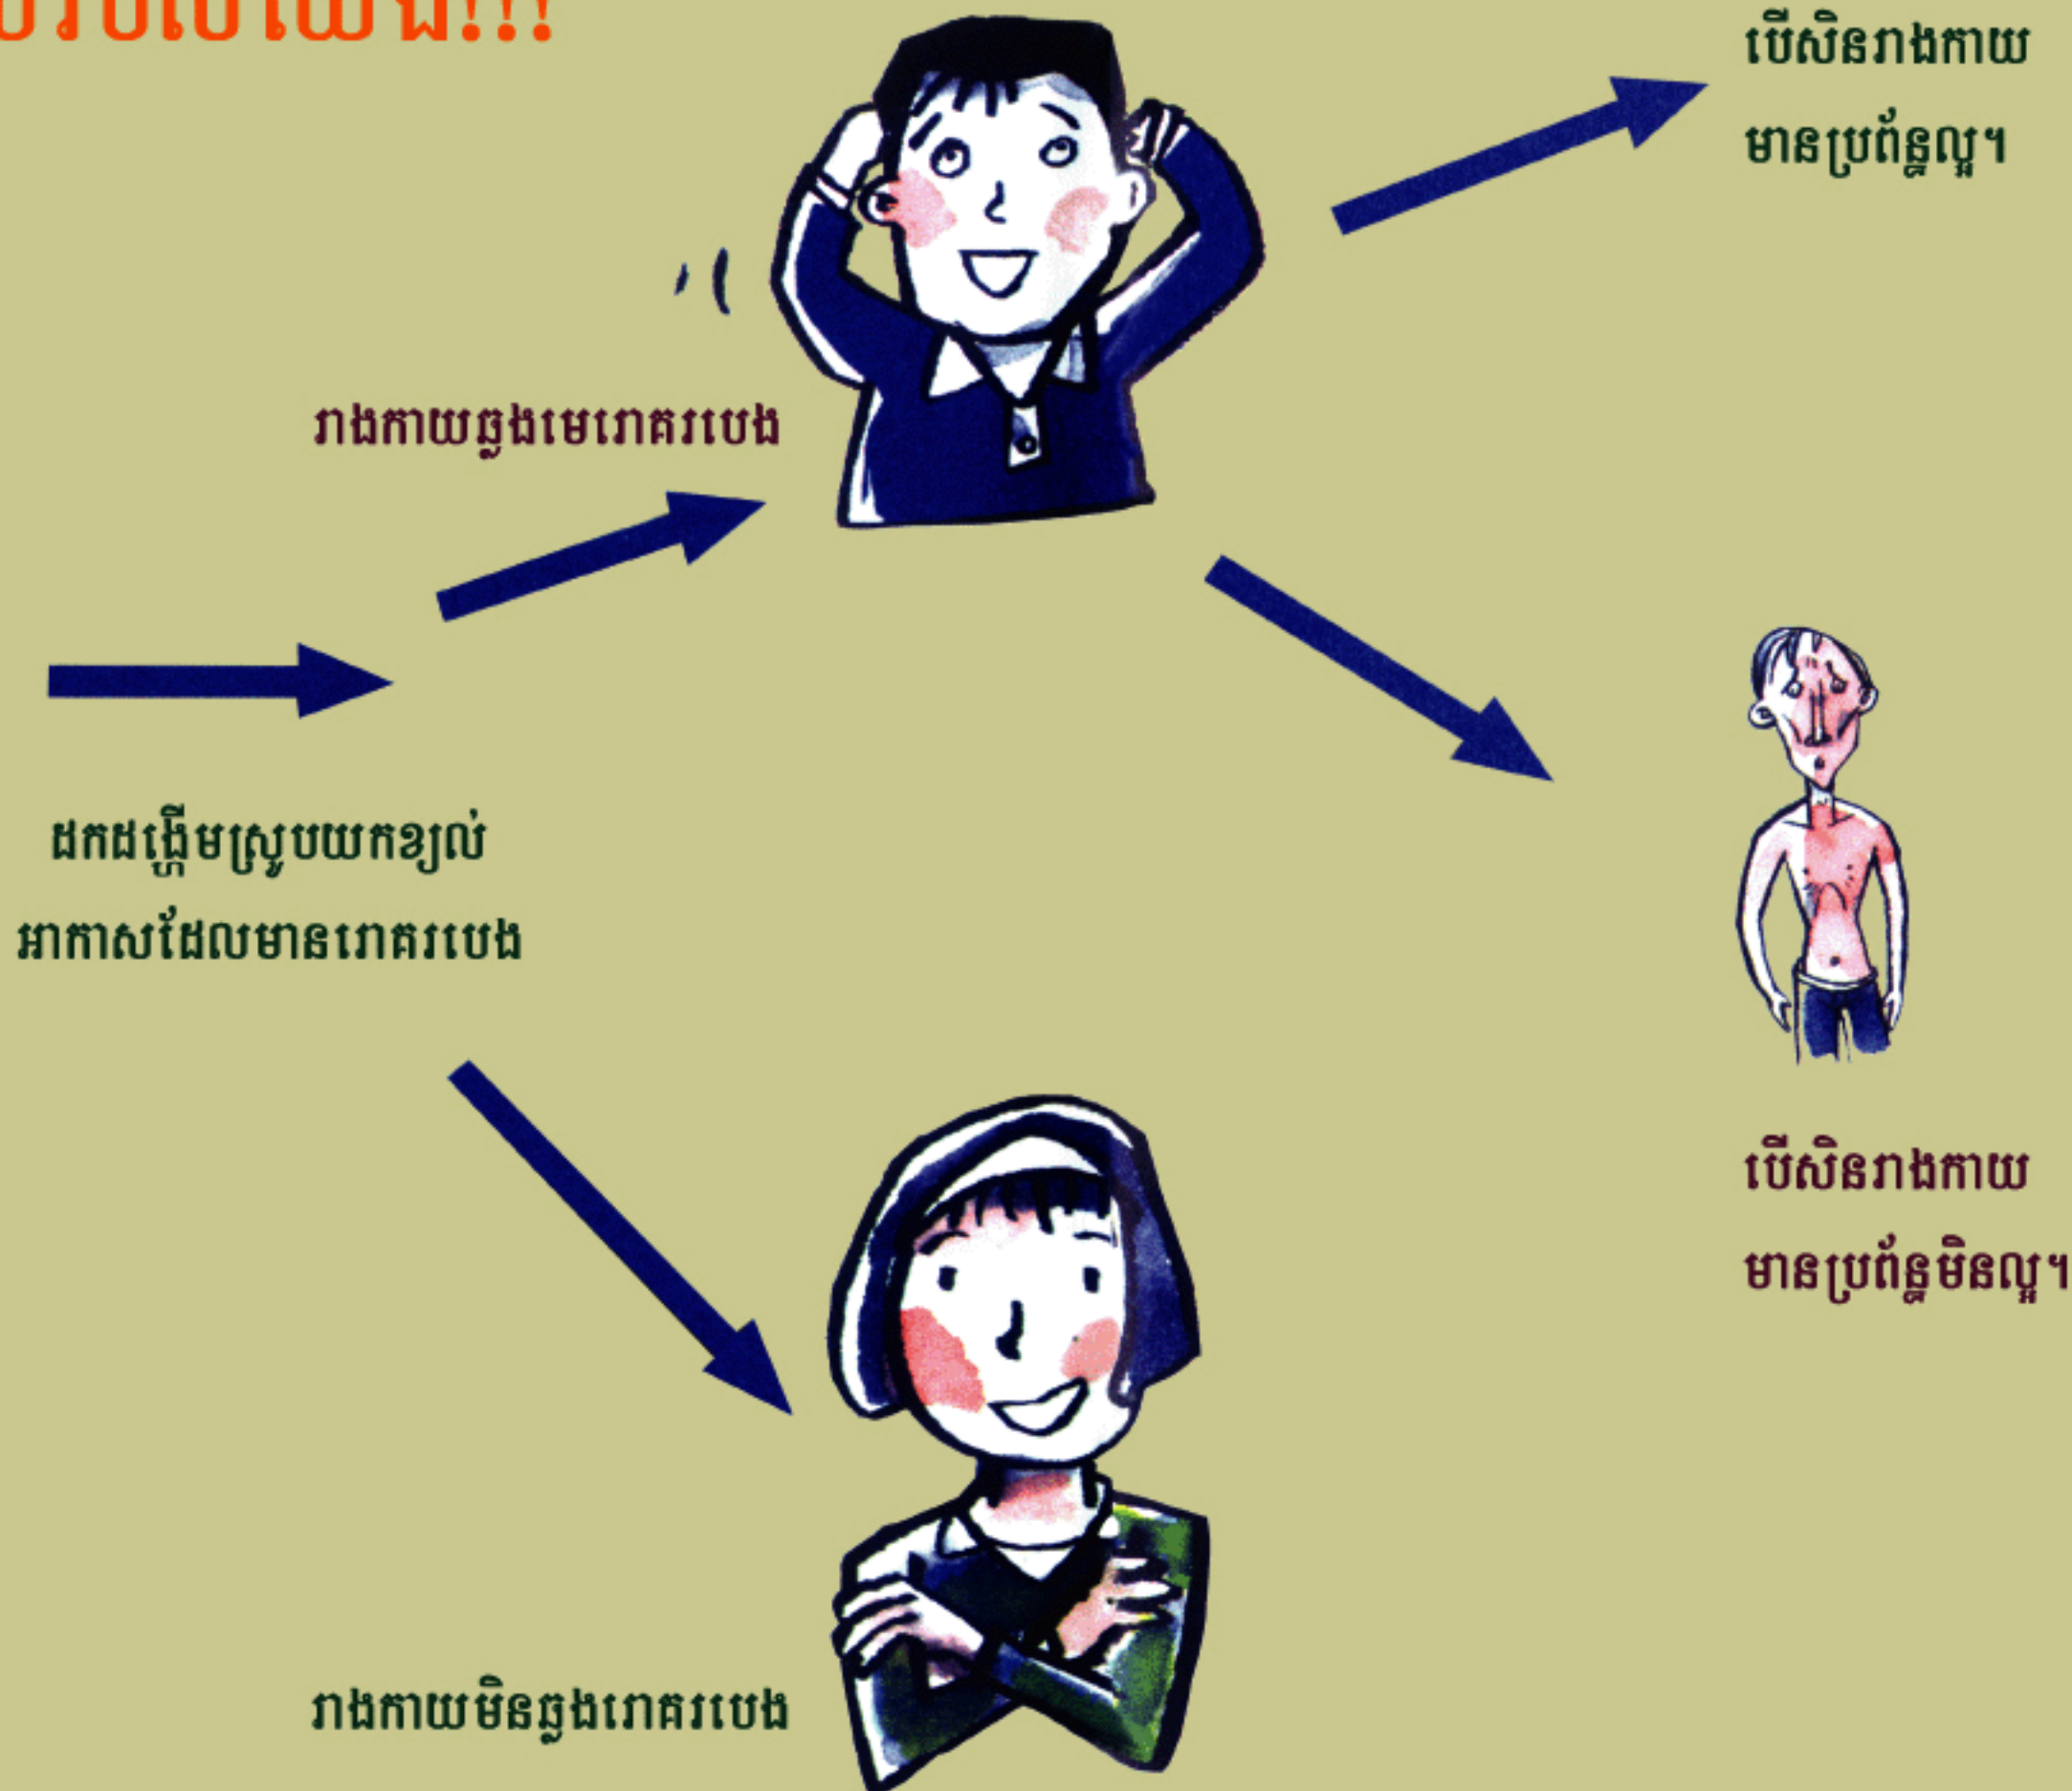 បើសិនរាងកាយ
មានប្រព័ន្ធល្អ។
រាងកាយឆ្លងមេរោគរបេង
ដកដង្ហើមស្រូបយកខ្យល់
អាកាសដែលមានរោគរបេង
បើសិនរាងកាយ
មានប្រព័ន្ធមិនល្អ។
រាងកាយមិនឆ្លងរោគរបេង